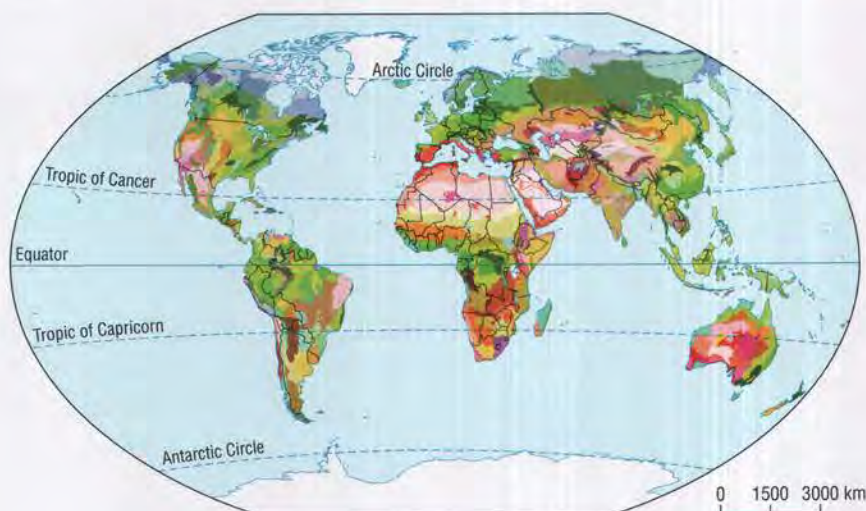 Arctic Circle
Tropic of Cancer
Equator
Tropic of Capricorn
Antarctic Circle
0 1500 3000 km